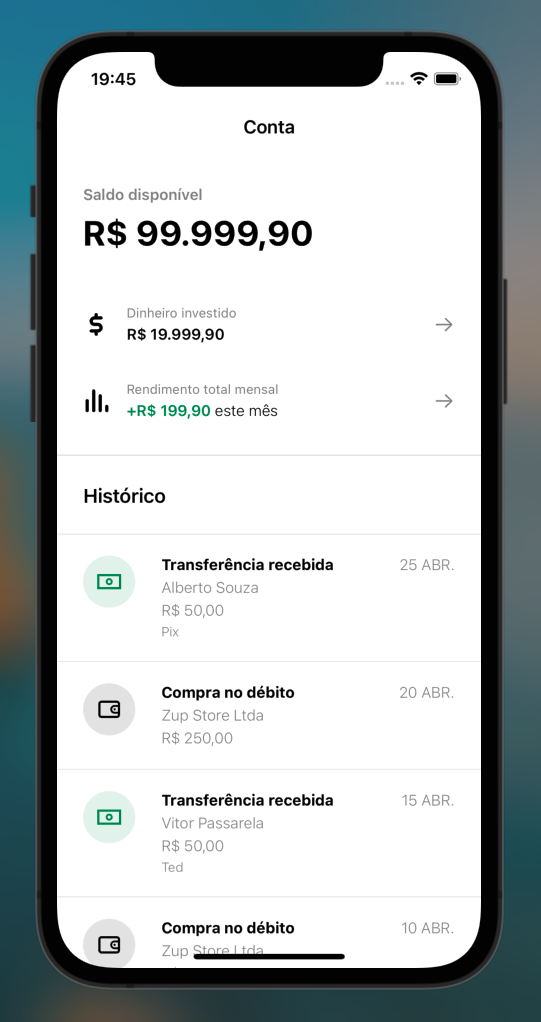 19:45
Conta
Saldo disponível
R$ 99.999,90
Dinheiro investido
R$ 19.999,90
Rendimento total mensal
+R$ 199,90 este mês
Histórico
Transferência recebida 25 ABR.
Alberto Souza
R$ 50,00
Pix
Compra no débito 20 ABR.
Zup Store Ltda
R$ 250,00
Transferência recebida 15 ABR.
Vitor Passarela
R$ 50,00
Ted
Compra no débito 10 ABR.
Zup Store Ltda